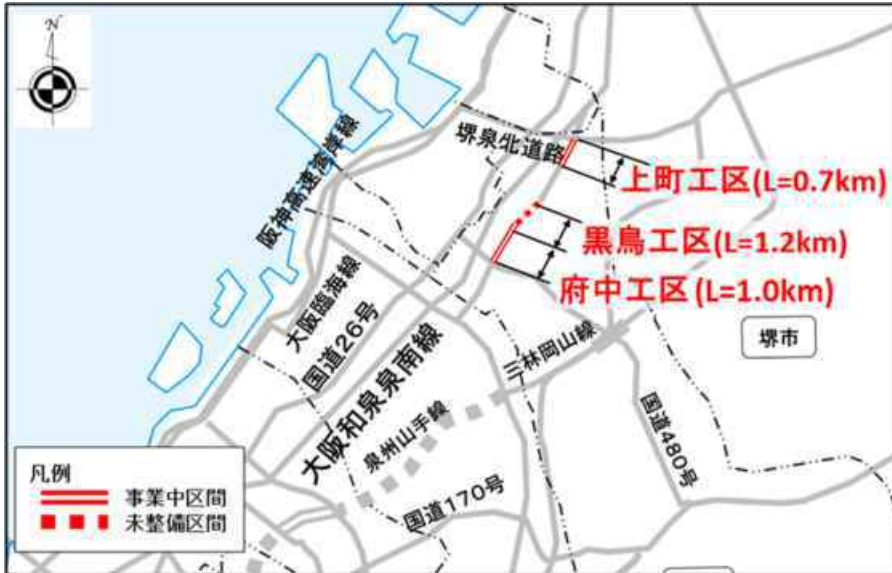 N
阪神高速湾岸線
堺泉北道路
上町工区(L=0.7km)
黒鳥工区(L=1.2km)
府中工区(L=1.0km)
大阪臨海線
国道26号
大阪和泉泉南線
三林岡山線
堺市
泉州山手線
国道480号
国道170号
凡例
事業中区間
未整備区間